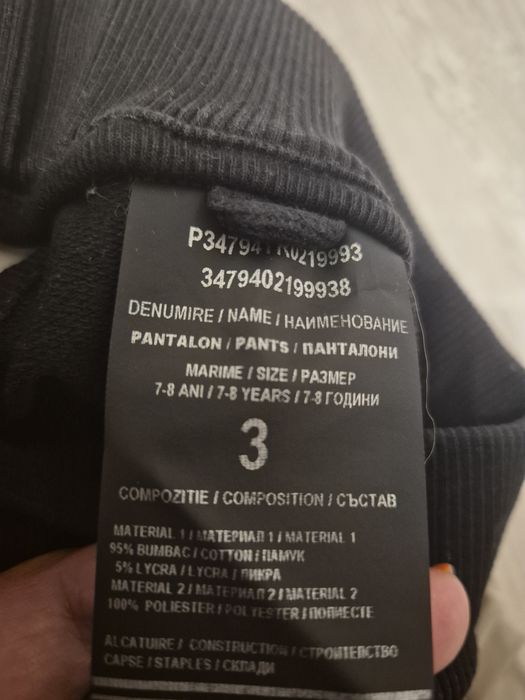 3479402199938
DENUMIRE / NAME / НАИМЕНОВАНИЕ
PANTALON / PANTS / ПАНТАЛОНИ
MARIME / SIZE / РАЗМЕР
7-8 ANI / 7-8 YEARS / 7-8 ГОДИНИ
3
COMPOZITIE / COMPOSITION / СЪСТАВ
MATERIAL 1 / МАТЕРИАЛ 1 / MATERIAL 1
95% BUMBAC / COTTON / ПАМУК
5% LYCRA / LYCRA / ЛИКРА
MATERIAL 2 / МАТЕРИАЛ 2 / MATERIAL 2
100% POLIESTER / POLYESTER / ПОЛИЕСТЕ
ALCATUIRE / CONSTRUCTION / СТРОИТЕЛСТВО
CAPSE / STAPLES / СКЛАДИ